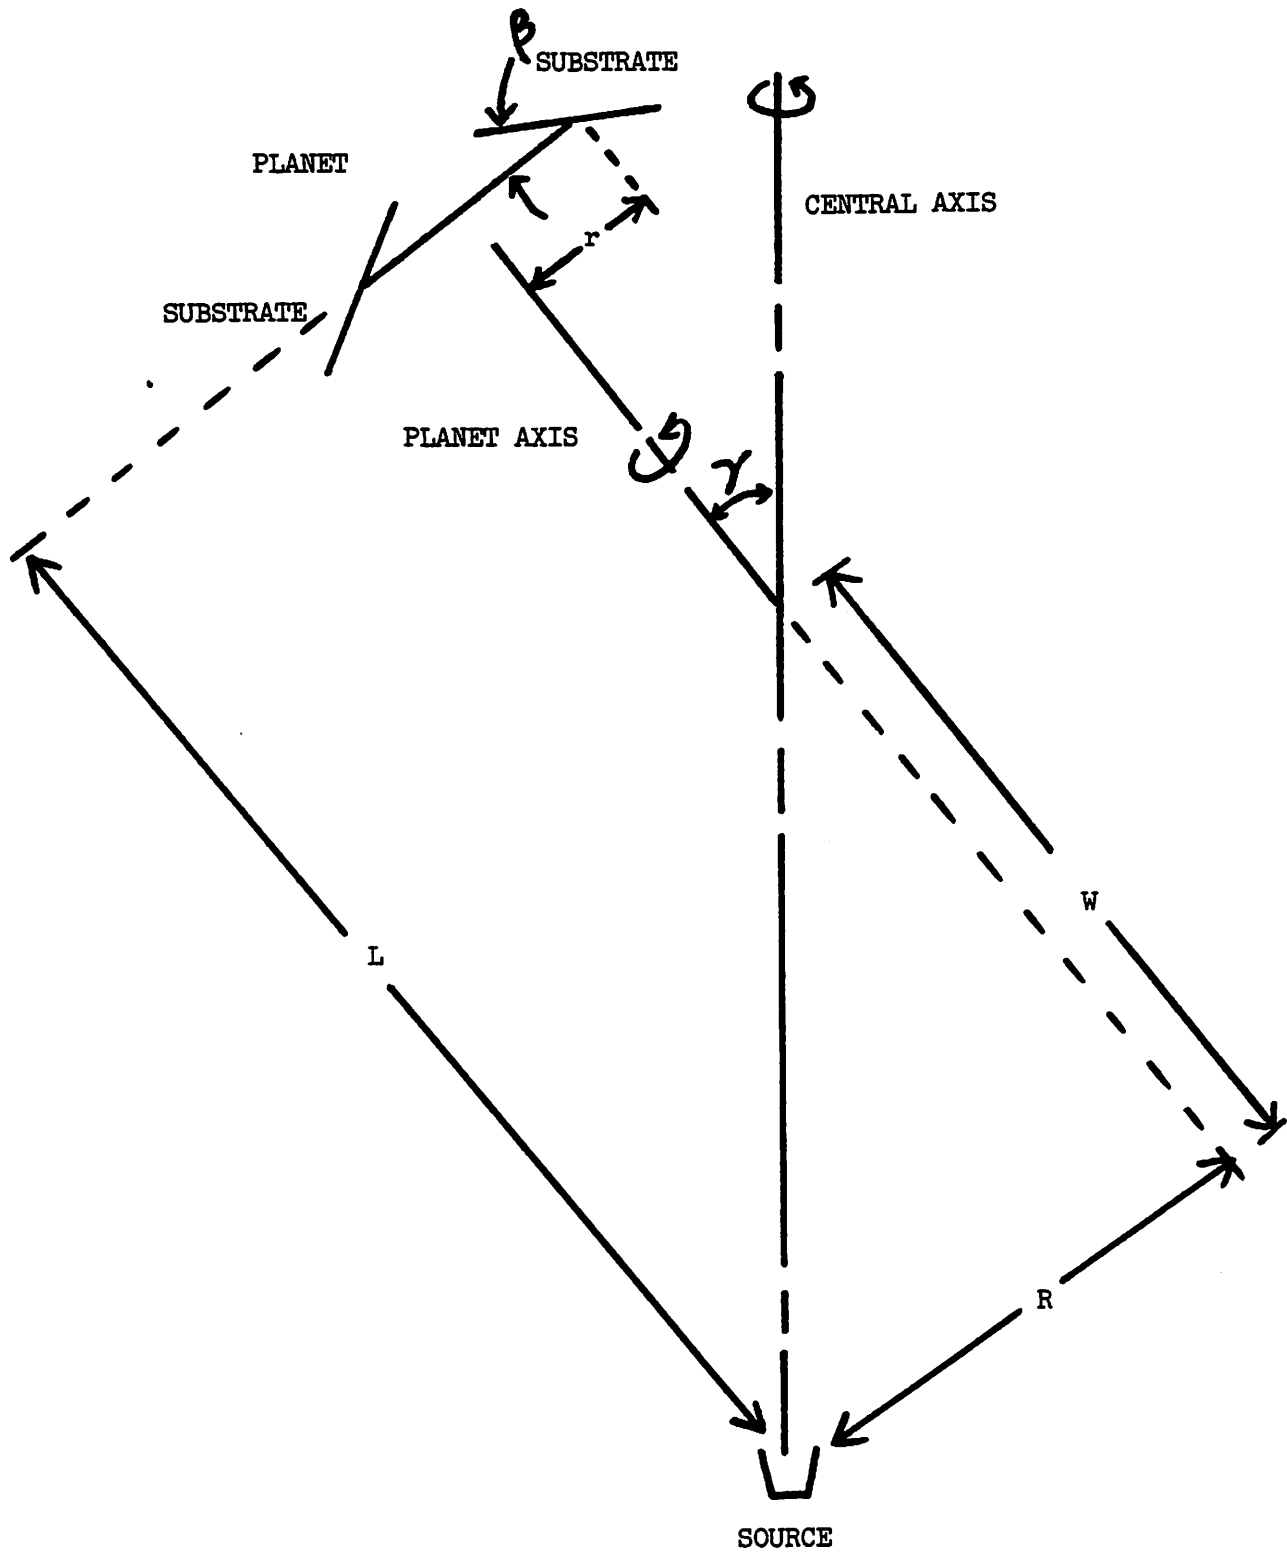 β
SUBSTRATE
PLANET
CENTRAL AXIS
r
SUBSTRATE
PLANET AXIS
γ
W
L
R
SOURCE